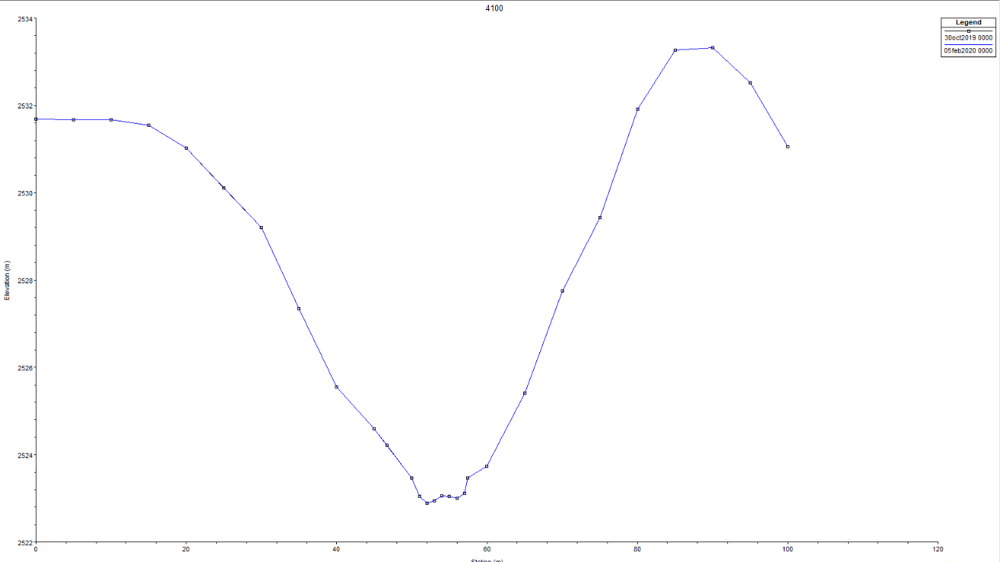 4100
Legend
30oct2019 0000
05feb2020 0000
2534
2532
2530
2528
2526
2524
2522
Elevation (m)
0 20 40 60 80 100 120
Station (m)